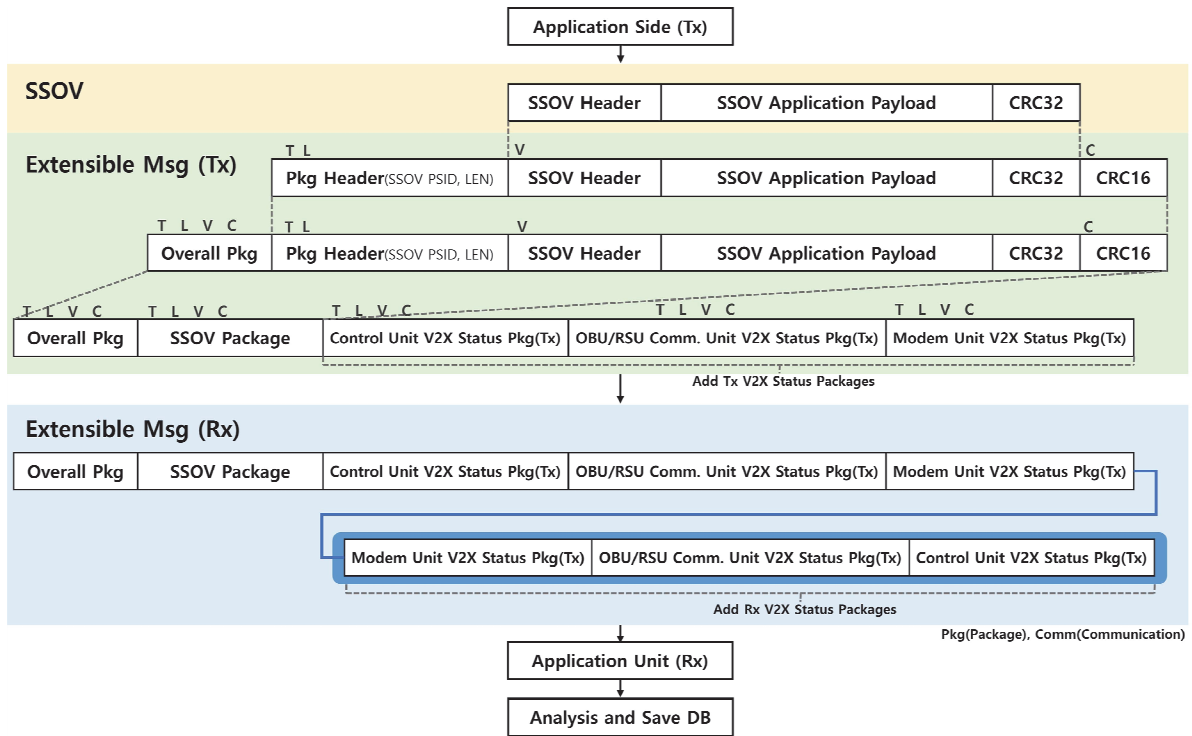 Application Side (Tx)
SSOV
SSOV Header SSOV Application Payload CRC32
Extensible Msg (Tx)
T L V C
Pkg Header(SSOV PSID, LEN) SSOV Header SSOV Application Payload CRC32 CRC16
T L V C T L V C
Overall Pkg Pkg Header(SSOV PSID, LEN) SSOV Header SSOV Application Payload CRC32 CRC16
T L V C T L V C T L V C T L V C T L V C
Overall Pkg SSOV Package Control Unit V2X Status Pkg(Tx) OBU/RSU Comm. Unit V2X Status Pkg(Tx) Modem Unit V2X Status Pkg(Tx)
Add Tx V2X Status Packages
Extensible Msg (Rx)
Overall Pkg SSOV Package Control Unit V2X Status Pkg(Tx) OBU/RSU Comm. Unit V2X Status Pkg(Tx) Modem Unit V2X Status Pkg(Tx)
Modem Unit V2X Status Pkg(Tx) OBU/RSU Comm. Unit V2X Status Pkg(Tx) Control Unit V2X Status Pkg(Tx)
Add Rx V2X Status Packages
Pkg(Package), Comm(Communication)
Application Unit (Rx)
Analysis and Save DB